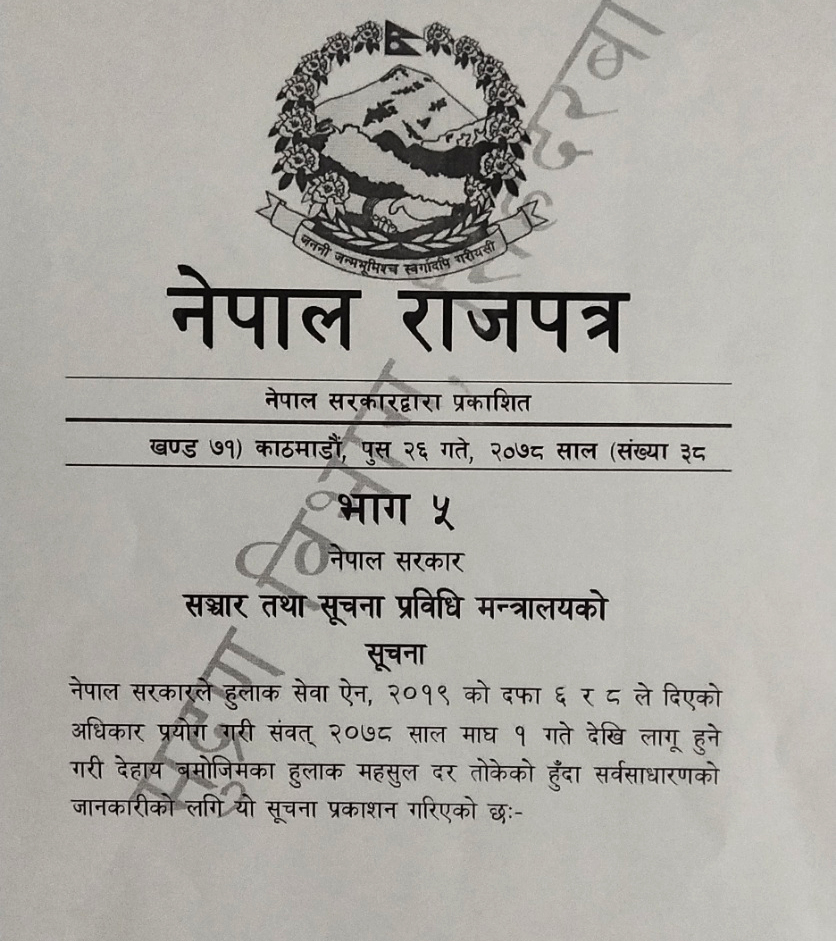 जननी जन्मभूमिश्च स्वर्गादपि गरीयसी
नेपाल राजपत्र
नेपाल सरकारद्वारा प्रकाशित
खण्ड ७१) काठमाडौं, पुस २६ गते, २०७८ साल (संख्या ३८
भाग ५
नेपाल सरकार
सञ्चार तथा सूचना प्रविधि मन्त्रालयको
सूचना
नेपाल सरकारले हुलाक सेवा ऐन, २०१९ को दफा ६ र ८ ले दिएको
अधिकार प्रयोग गरी संवत् २०७८ साल माघ १ गते देखि लागू हुने
गरी देहाय बमोजिमका हुलाक महसुल दर तोकेको हुँदा सर्वसाधारणको
जानकारीको लगि यो सूचना प्रकाशन गरिएको छः-
मुद्रण विभाग